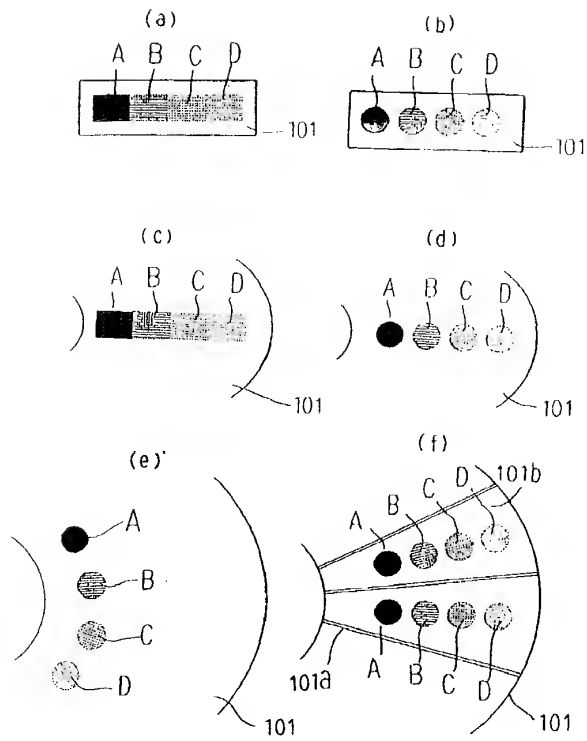 (a)
A B C D
101
(b)
A B C D
101
(c)
A B C D
101
(d)
A B C D
101
(e)
A
B
C
D
101
(f)
A B C D 101b
101a A B C D
101